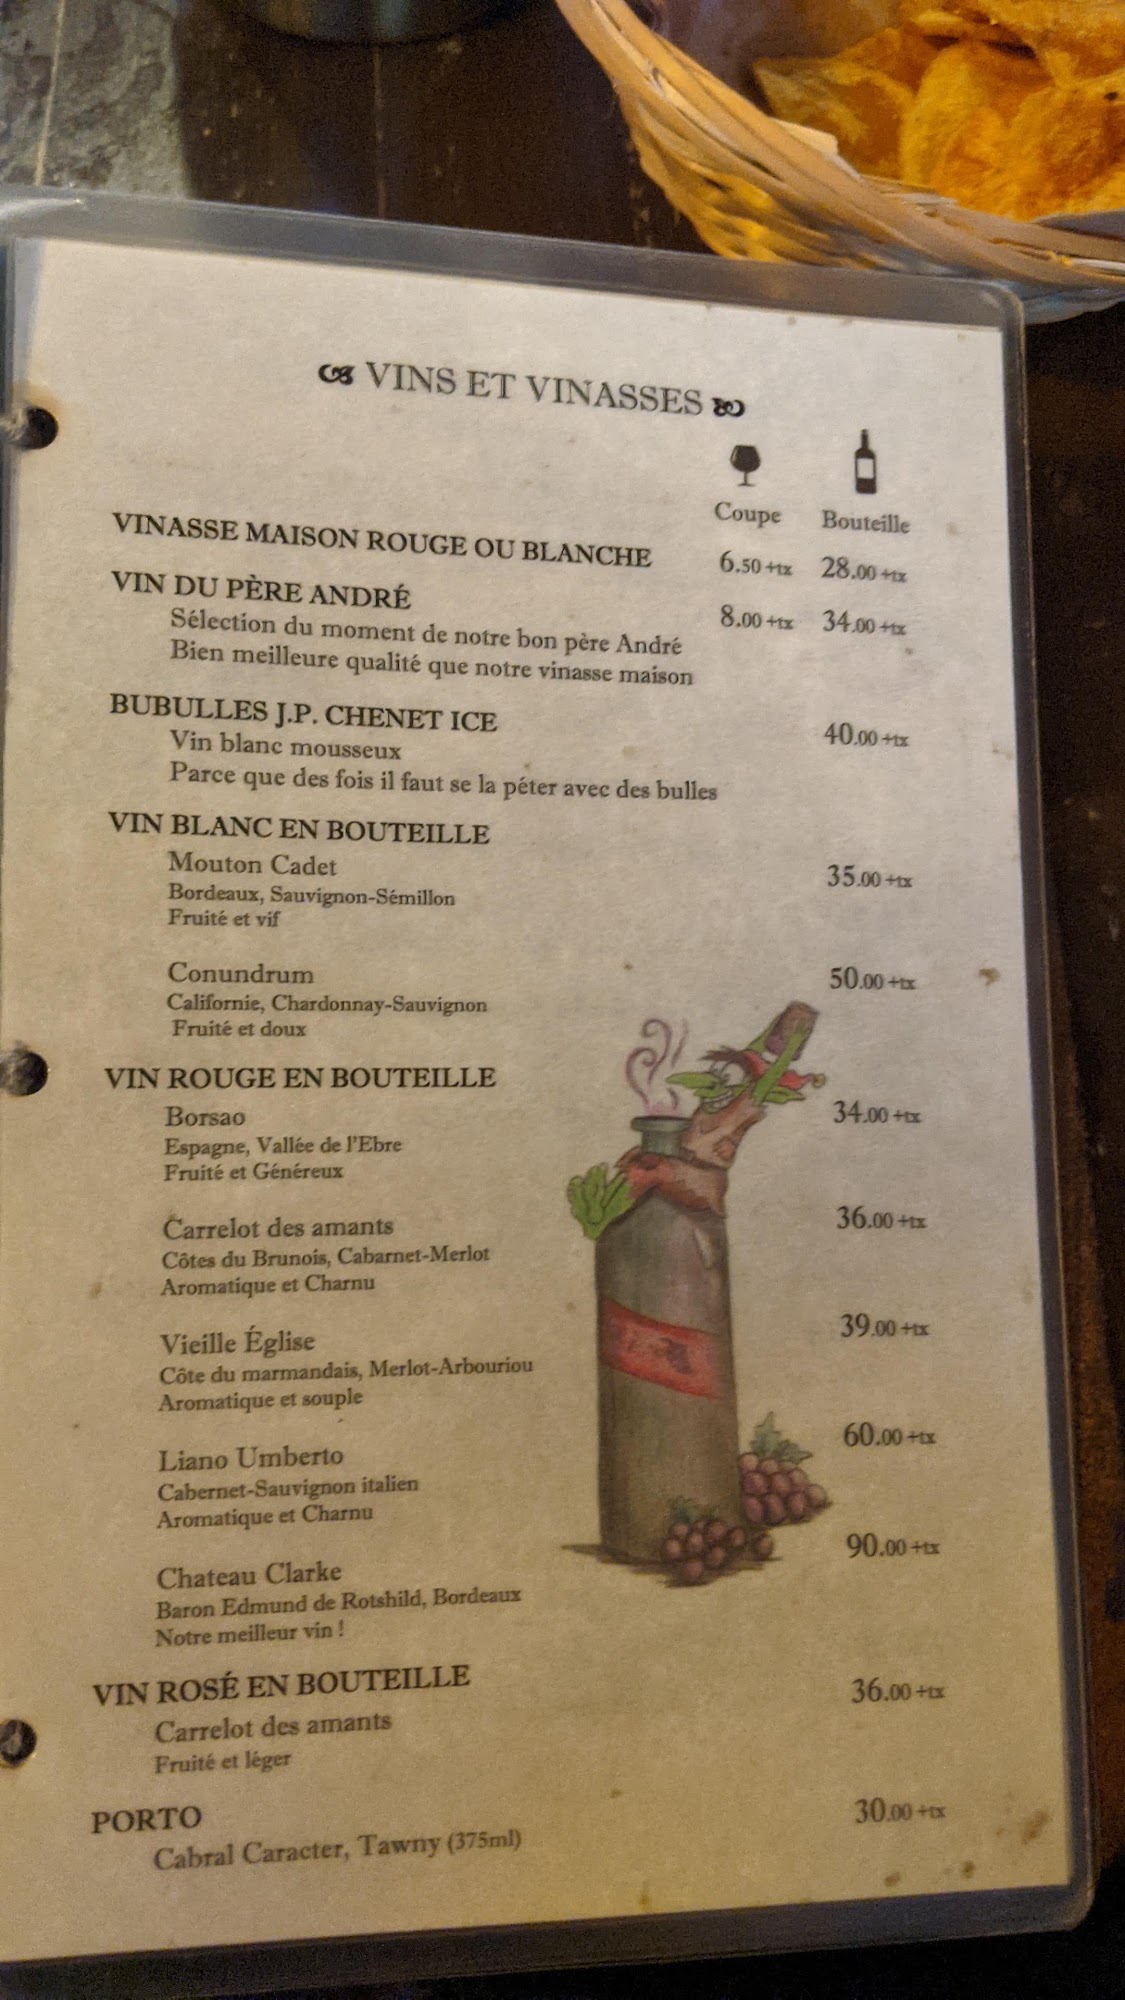 VINS ET VINASSES
Coupe Bouteille
VINASSE MAISON ROUGE OU BLANCHE 6.50 +tx 28.00 +tx
VIN DU PÈRE ANDRÉ 8.00 +tx 34.00 +tx
Sélection du moment de notre bon père André
Bien meilleure qualité que notre vinasse maison
BUBULLES J.P. CHENET ICE 40.00 +tx
Vin blanc mousseux
Parce que des fois il faut se la péter avec des bulles
VIN BLANC EN BOUTEILLE
Mouton Cadet 35.00 +tx
Bordeaux, Sauvignon-Sémillon
Fruité et vif
Conundrum 50.00 +tx
Californie, Chardonnay-Sauvignon
Fruité et doux
VIN ROUGE EN BOUTEILLE
Borsao 34.00 +tx
Espagne, Vallée de l'Ebre
Fruité et Généreux
Carrelot des amants 36.00 +tx
Côtes du Brunois, Cabarnet-Merlot
Aromatique et Charnu
Vieille Église 39.00 +tx
Côte du marmandais, Merlot-Arbouriou
Aromatique et souple
Liano Umberto 60.00 +tx
Cabernet-Sauvignon italien
Aromatique et Charnu
Chateau Clarke 90.00 +tx
Baron Edmund de Rotshild, Bordeaux
Notre meilleur vin !
VIN ROSÉ EN BOUTEILLE
Carrelot des amants 36.00 +tx
Fruité et léger
PORTO
Cabral Caracter, Tawny (375ml) 30.00 +tx